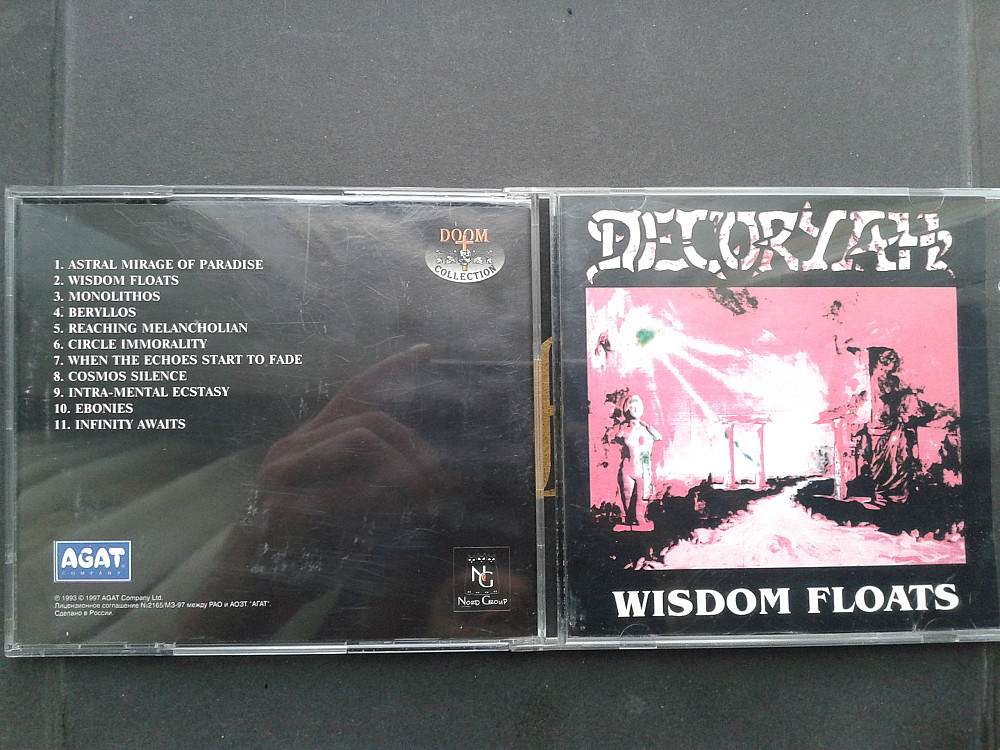 DOOM
COLLECTION
1. ASTRAL MIRAGE OF PARADISE
2. WISDOM FLOATS
3. MONOLITHOS
4. BERYLLOS
5. REACHING MELANCHOLIAN
6. CIRCLE IMMORALITY
7. WHEN THE ECHOES START TO FADE
8. COSMOS SILENCE
9. INTRA-MENTAL ECSTASY
10. EBONIES
11. INFINITY AWAITS
AGAT
COMPANY
℗ 1993 © 1997 AGAT Company Ltd.
Лицензионное соглашение №2165/МЗ-97 между РАО и АОЗТ "АГАТ".
Сделано в России
NG
NORD GROUP
DECORYAH
WISDOM FLOATS